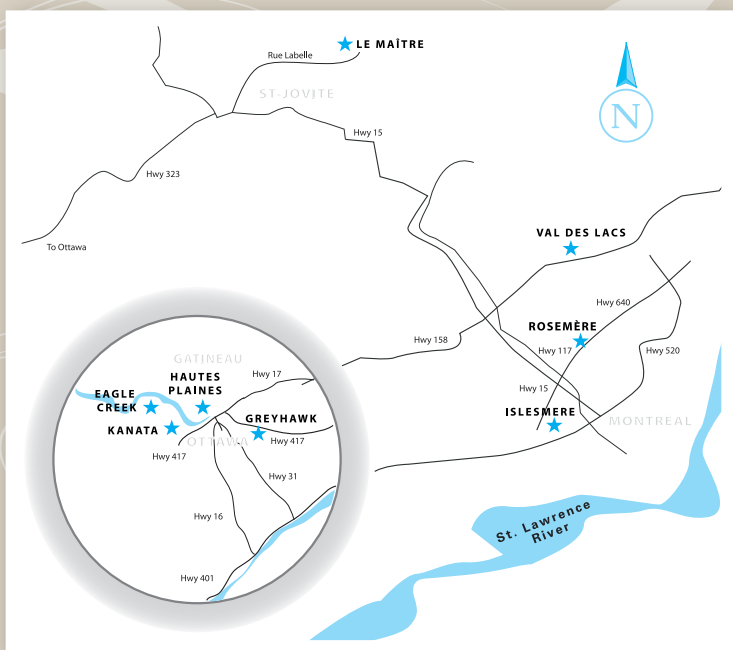 LE MAÎTRE
Rue Labelle
ST-JOVITE
N
Hwy 15
Hwy 323
To Ottawa
VAL DES LACS
Hwy 640
ROSEMÈRE
Hwy 158
Hwy 117
Hwy 520
Hwy 15
ISLESMERE
MONTREAL
GATINEAU
Hwy 17
HAUTES
PLAINES
EAGLE
CREEK
GREYHAWK
KANATA
OTTAWA
Hwy 417
Hwy 417
Hwy 31
Hwy 16
Hwy 401
St. Lawrence
River